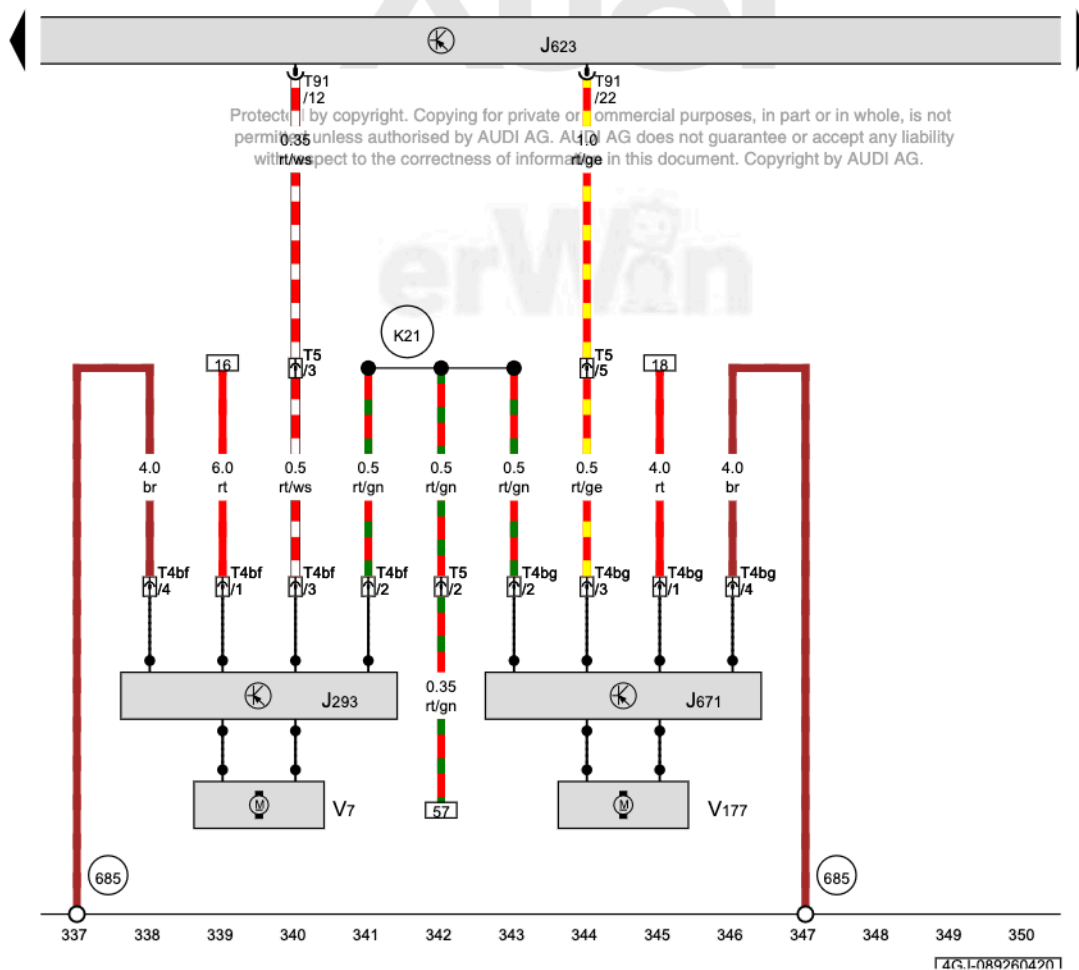 AUDI
J623
T91
/12
T91
/22
Protected by copyright. Copying for private or commercial purposes, in part or in whole, is not
permitted unless authorised by AUDI AG. AUDI AG does not guarantee or accept any liability
with respect to the correctness of information in this document. Copyright by AUDI AG.
0.35
rt/ws
1.0
rt/ge
erWin
K21
16
T5
/3
T5
/5
18
4.0
br
6.0
rt
0.5
rt/ws
0.5
rt/gn
0.5
rt/gn
0.5
rt/gn
0.5
rt/ge
4.0
rt
4.0
br
T4bf
/4
T4bf
/1
T4bf
/3
T4bf
/2
T5
/2
T4bg
/2
T4bg
/3
T4bg
/1
T4bg
/4
J293
0.35
rt/gn
J671
M
V7
57
M
V177
685
685
337 338 339 340 341 342 343 344 345 346 347 348 349 350
4GJ-089260420